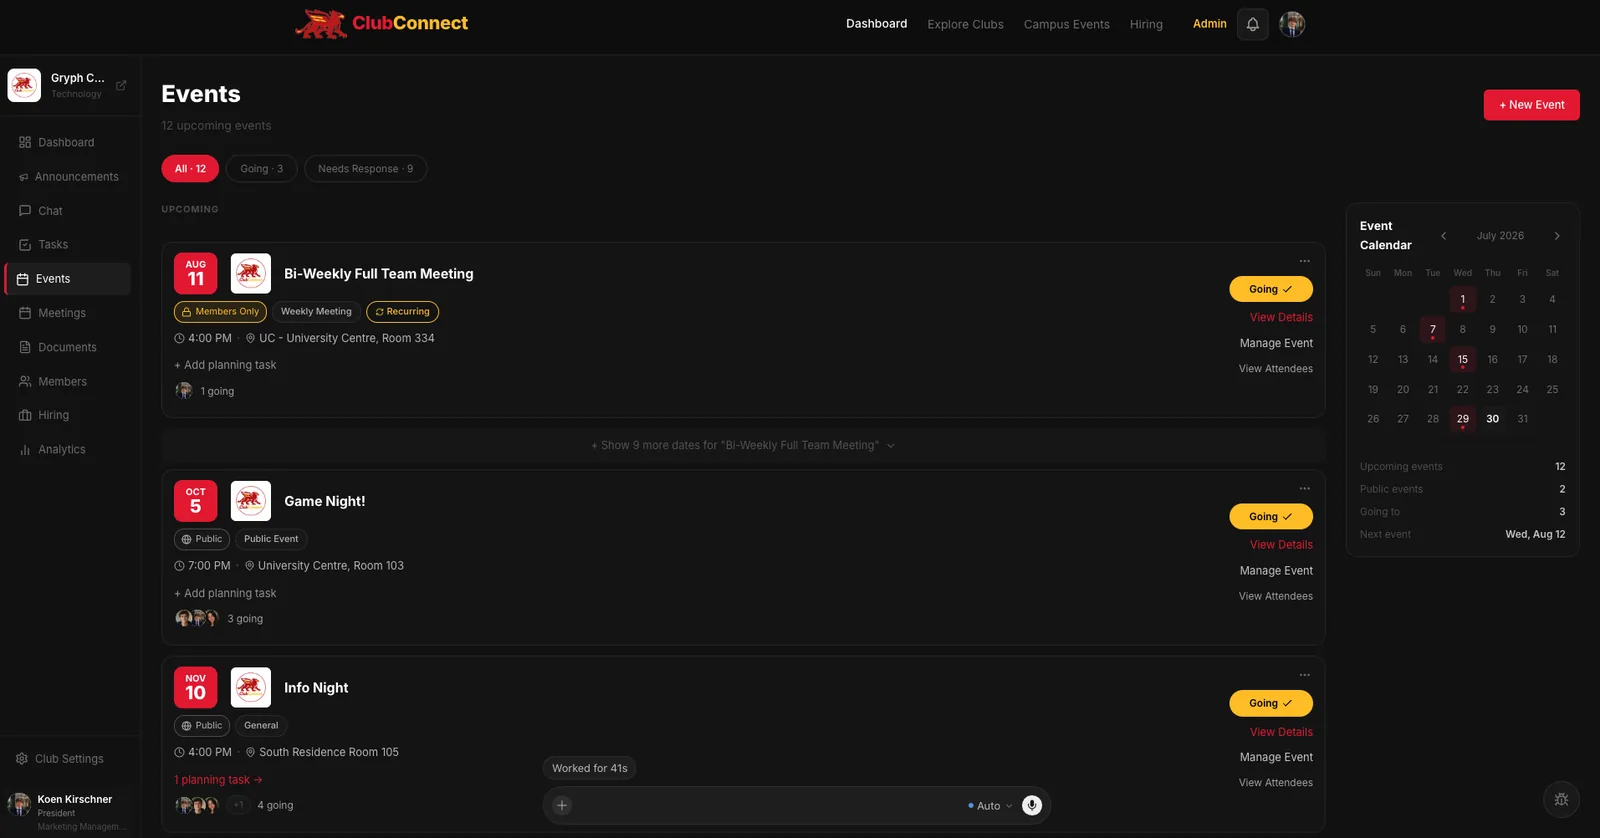 ClubConnect
Dashboard
Explore Clubs
Campus Events
Hiring
Admin
Gryph C...
Technology
Dashboard
Announcements
Chat
Tasks
Events
Meetings
Documents
Members
Hiring
Analytics
Club Settings
Koen Kirschner
President
Marketing Managem...
Events
12 upcoming events
+ New Event
All · 12
Going · 3
Needs Response · 9
UPCOMING
AUG
11
Bi-Weekly Full Team Meeting
Members Only
Weekly Meeting
Recurring
4:00 PM · UC - University Centre, Room 334
+ Add planning task
1 going
...
Going ✓
View Details
Manage Event
View Attendees
+ Show 9 more dates for "Bi-Weekly Full Team Meeting"
OCT
5
Game Night!
Public
Public Event
7:00 PM · University Centre, Room 103
+ Add planning task
3 going
...
Going ✓
View Details
Manage Event
View Attendees
NOV
10
Info Night
Public
General
4:00 PM · South Residence Room 105
1 planning task →
+1
4 going
...
Going ✓
View Details
Manage Event
View Attendees
Worked for 41s
+
Auto
Event
Calendar
July 2026
Sun Mon Tue Wed Thu Fri Sat
1 2 3 4
5 6 7 8 9 10 11
12 13 14 15 16 17 18
19 20 21 22 23 24 25
26 27 28 29 30 31
Upcoming events 12
Public events 2
Going to 3
Next event Wed, Aug 12